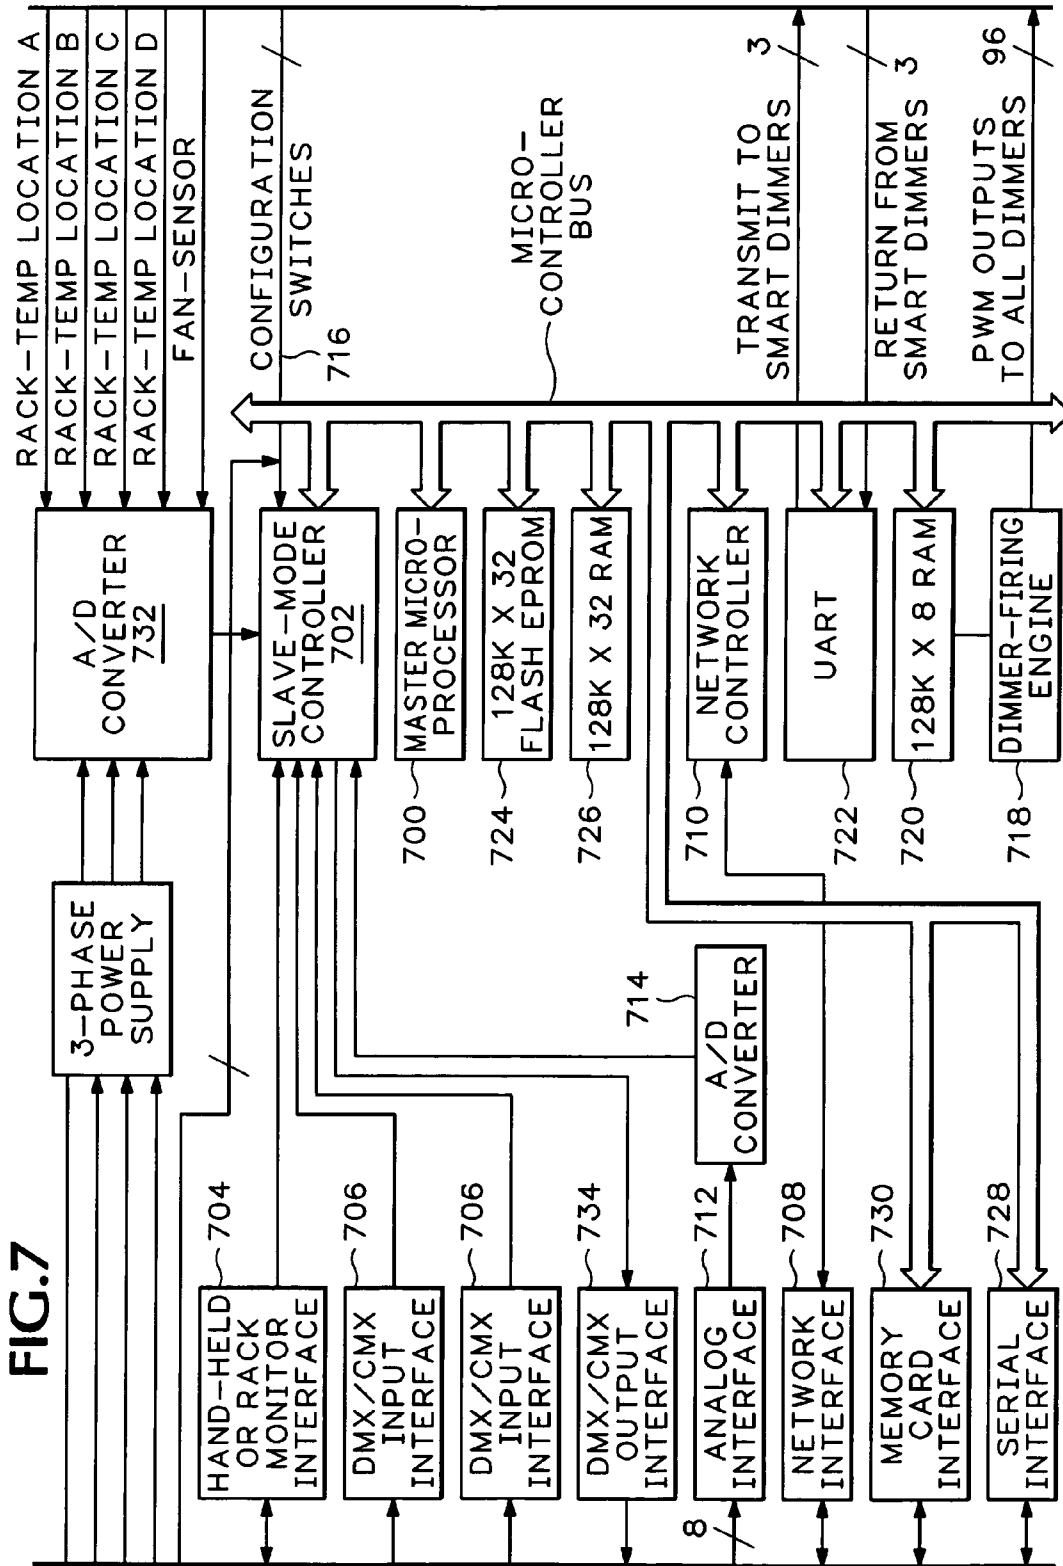 FIG.7
3-PHASE
POWER
SUPPLY
A/D
CONVERTER
732
RACK-TEMP LOCATION A
RACK-TEMP LOCATION B
RACK-TEMP LOCATION C
RACK-TEMP LOCATION D
FAN-SENSOR
CONFIGURATION
SWITCHES
716
HAND-HELD
OR RACK
MONITOR
INTERFACE
704
SLAVE-MODE
CONTROLLER
702
DMX/CMX
INPUT
INTERFACE
706
MASTER MICRO-
PROCESSOR
700
DMX/CMX
INPUT
INTERFACE
706
128K X 32
FLASH EPROM
724
MICRO-
CONTROLLER
BUS
DMX/CMX
OUTPUT
INTERFACE
734
128K X 32 RAM
726
8
ANALOG
INTERFACE
712
A/D
CONVERTER
714
NETWORK
CONTROLLER
710
TRANSMIT TO
SMART DIMMERS
3
NETWORK
INTERFACE
708
UART
722
RETURN FROM
SMART DIMMERS
3
MEMORY
CARD
INTERFACE
730
128K X 8 RAM
720
SERIAL
INTERFACE
728
DIMMER-FIRING
ENGINE
718
PWM OUTPUTS
TO ALL DIMMERS
96